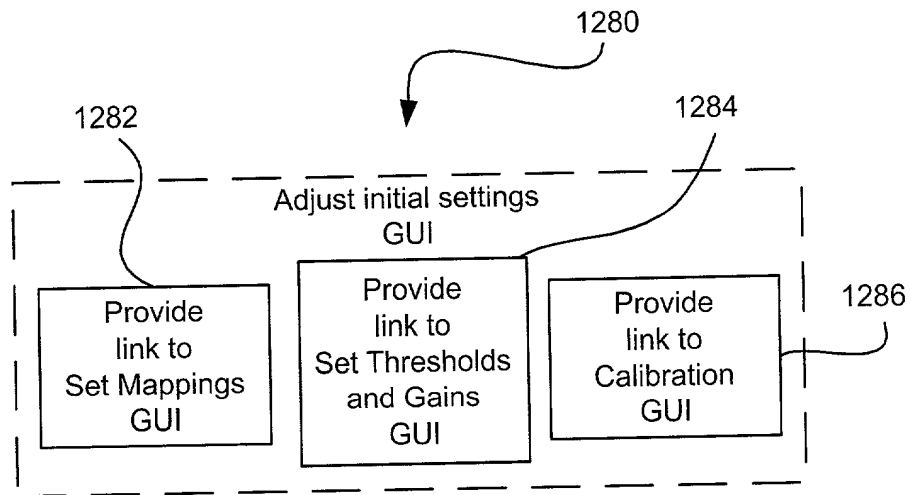 1280
1282
1284
Adjust initial settings
GUI
Provide
link to
Set Mappings
GUI
Provide
link to
Set Thresholds
and Gains
GUI
Provide
link to
Calibration
GUI
1286